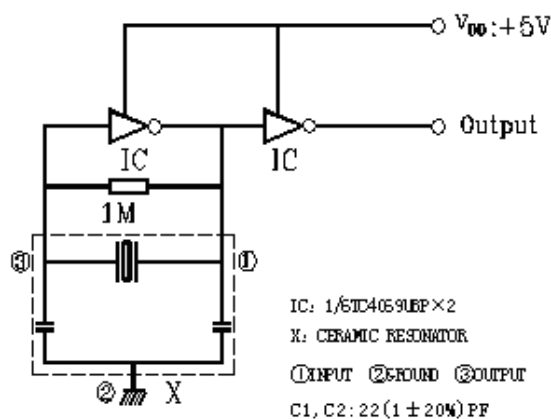 V_DD:+5V
Output
IC
IC
1M
③
①
②
X
IC: 1/6TC4069UBP×2
X: CERAMIC RESONATOR
①INPUT ②GROUND ③OUTPUT
C1, C2: 22(1±20%)PF